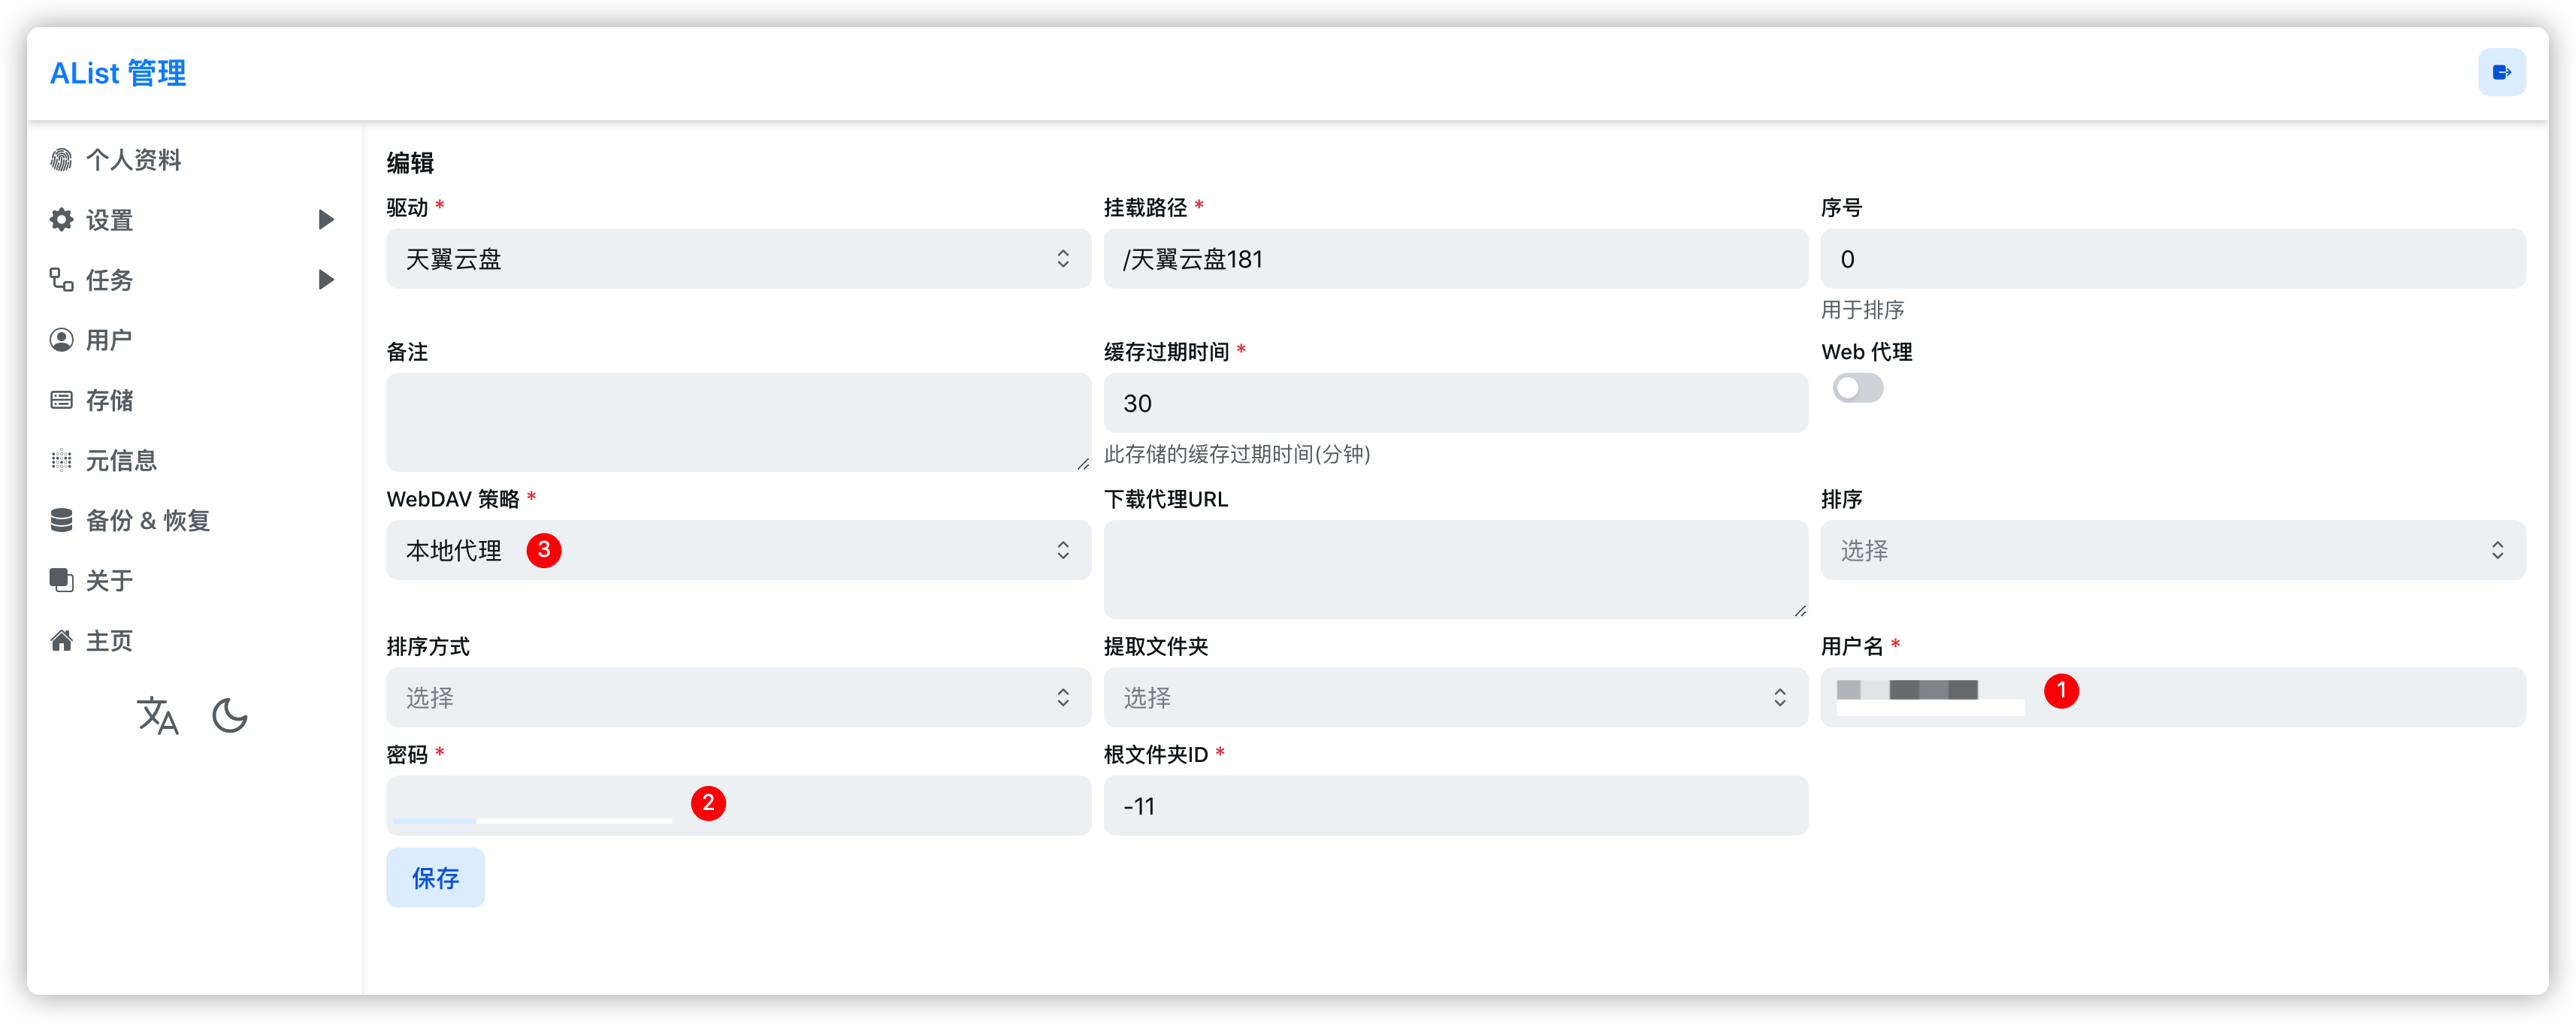 AList 管理
个人资料
设置
任务
用户
存储
元信息
备份 & 恢复
关于
主页
编辑
驱动 *
天翼云盘
挂载路径 *
/天翼云盘181
序号
0
用于排序
备注
缓存过期时间 *
30
此存储的缓存过期时间(分钟)
Web 代理
WebDAV 策略 *
本地代理 3
下载代理URL
排序
选择
排序方式
选择
提取文件夹
选择
用户名 *
1
密码 *
2
根文件夹ID *
-11
保存